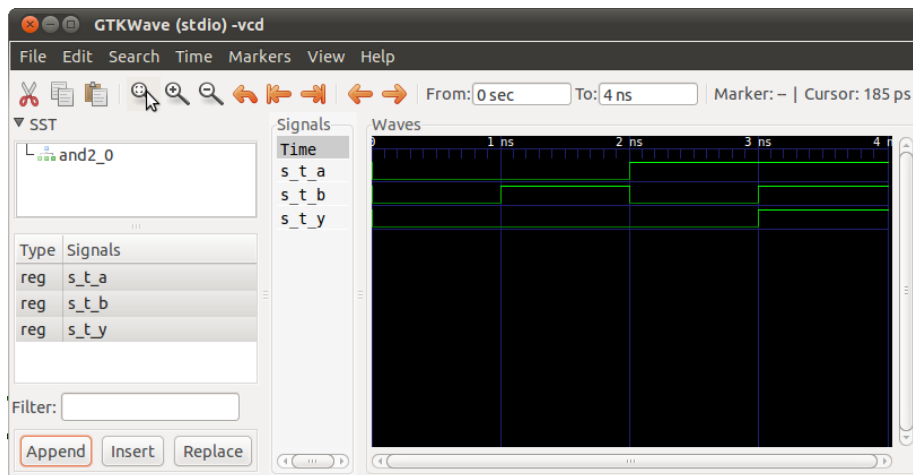 GTKWave (stdio) -vcd
File Edit Search Time Markers View Help
From: 0 sec To: 4 ns Marker: -- | Cursor: 185 ps
SST
and2_0
Type Signals
reg s_t_a
reg s_t_b
reg s_t_y
Filter:
Append Insert Replace
Signals
Time
s_t_a
s_t_b
s_t_y
Waves
0 1 ns 2 ns 3 ns 4 n